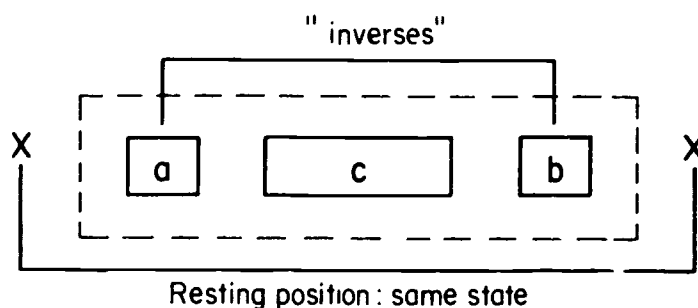 "inverses"
X a c b X
Resting position: same state